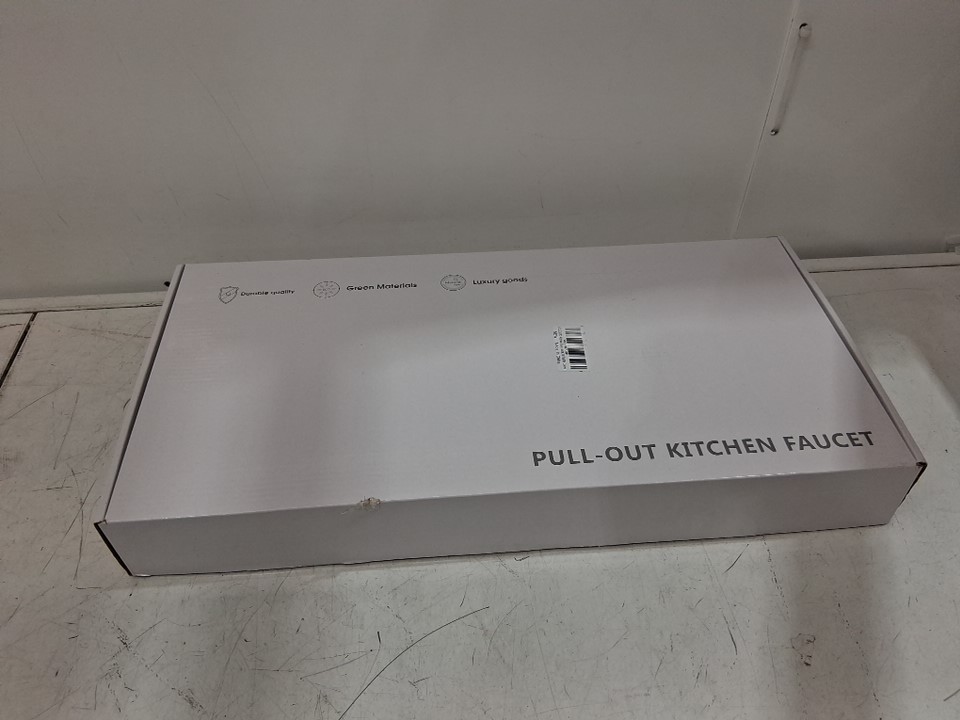 Durable quality
Green Materials
Luxury goods
PULL-OUT KITCHEN FAUCET